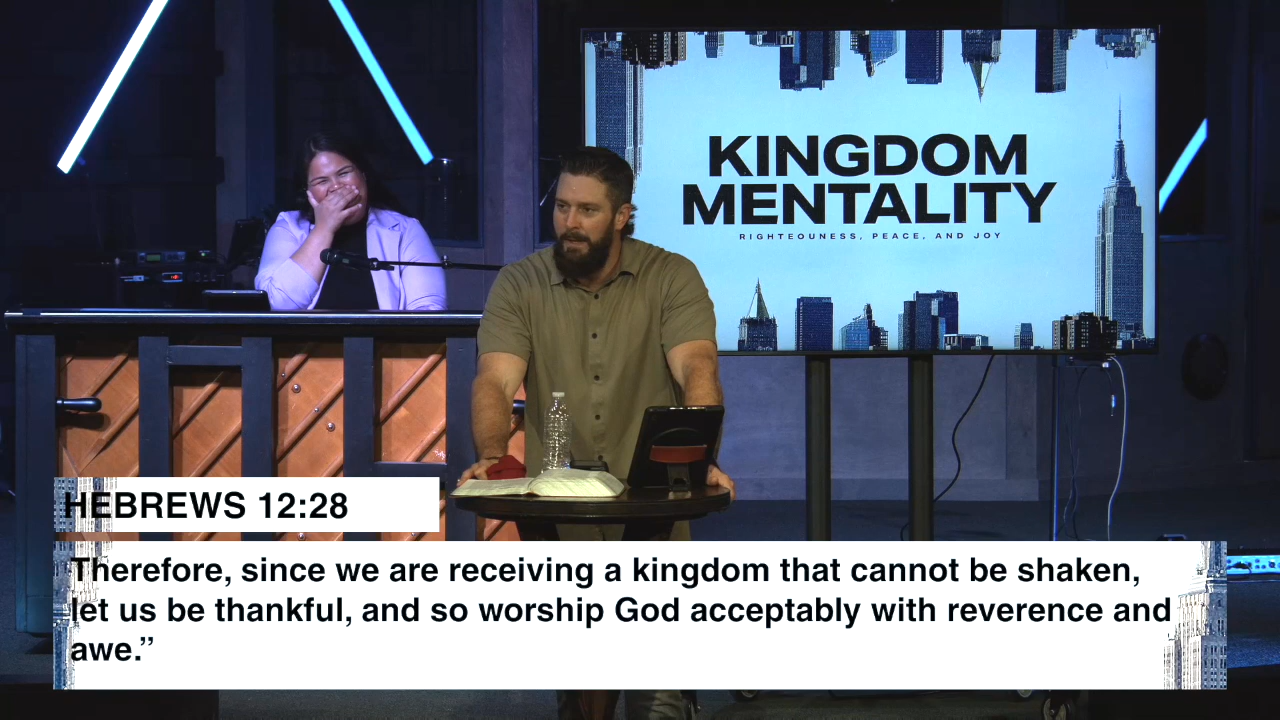 KINGDOM
MENTALITY
RIGHTEOUNESS, PEACE, AND JOY
HEBREWS 12:28
Therefore, since we are receiving a kingdom that cannot be shaken,
let us be thankful, and so worship God acceptably with reverence and
awe.”